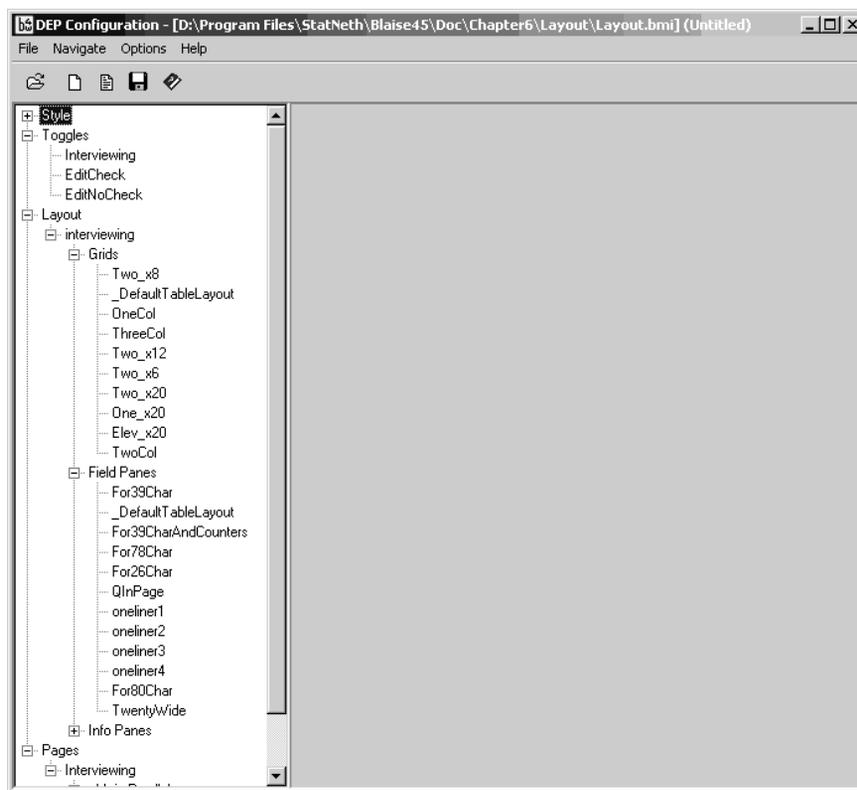 DEP Configuration - [D:\Program Files\StatNeth\Blaise45\Doc\Chapter6\Layout\Layout.bmi] (Untitled)
File Navigate Options Help
Style
Toggles
Interviewing
EditCheck
EditNoCheck
Layout
interviewing
Grids
Two_x8
_DefaultTableLayout
OneCol
ThreeCol
Two_x12
Two_x6
Two_x20
One_x20
Elev_x20
TwoCol
Field Panes
For39Char
_DefaultTableLayout
For39CharAndCounters
For78Char
For26Char
QInPage
oneliner1
oneliner2
oneliner3
oneliner4
For80Char
TwentyWide
Info Panes
Pages
Interviewing